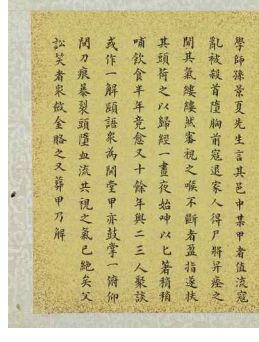 學師孫景夏先生言其邑中某甲者值流寇
亂被殺首墮胸前寇退家人得尸將舁瘞之
聞其氣縷縷然審視之喉不斷者盈指遂扶
其頭荷之以歸經一晝夜始呻以匕箸稍稍
哺飲食半年竟愈又十餘年與二三人聚談
或作一解頤語衆為鬨堂甲亦鼓掌一俯仰
間刀痕暴裂頭墮血流共視之氣已絕矣父
訟笑者衆斂金賂之又葬甲乃解